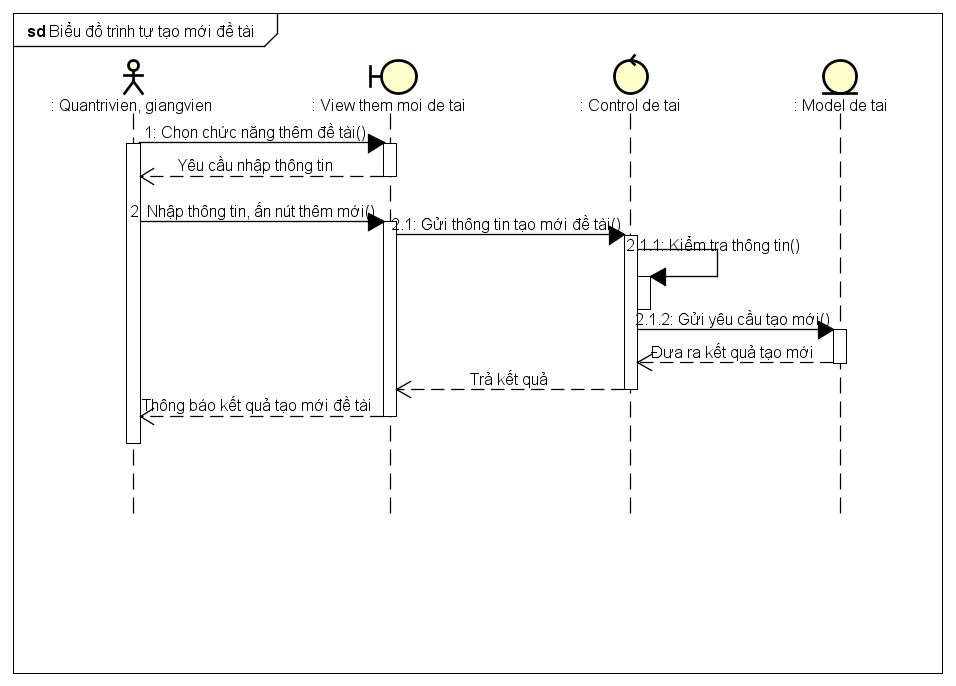 sd Biểu đồ trình tự tạo mới đề tài
: Quantrivien, giangvien
: View them moi de tai
: Control de tai
: Model de tai
1: Chọn chức năng thêm đề tài()
Yêu cầu nhập thông tin
2: Nhập thông tin, ấn nút thêm mới()
2.1: Gửi thông tin tạo mới đề tài()
2.1.1: Kiểm tra thông tin()
2.1.2: Gửi yêu cầu tạo mới()
Đưa ra kết quả tạo mới
Trả kết quả
Thông báo kết quả tạo mới đề tài